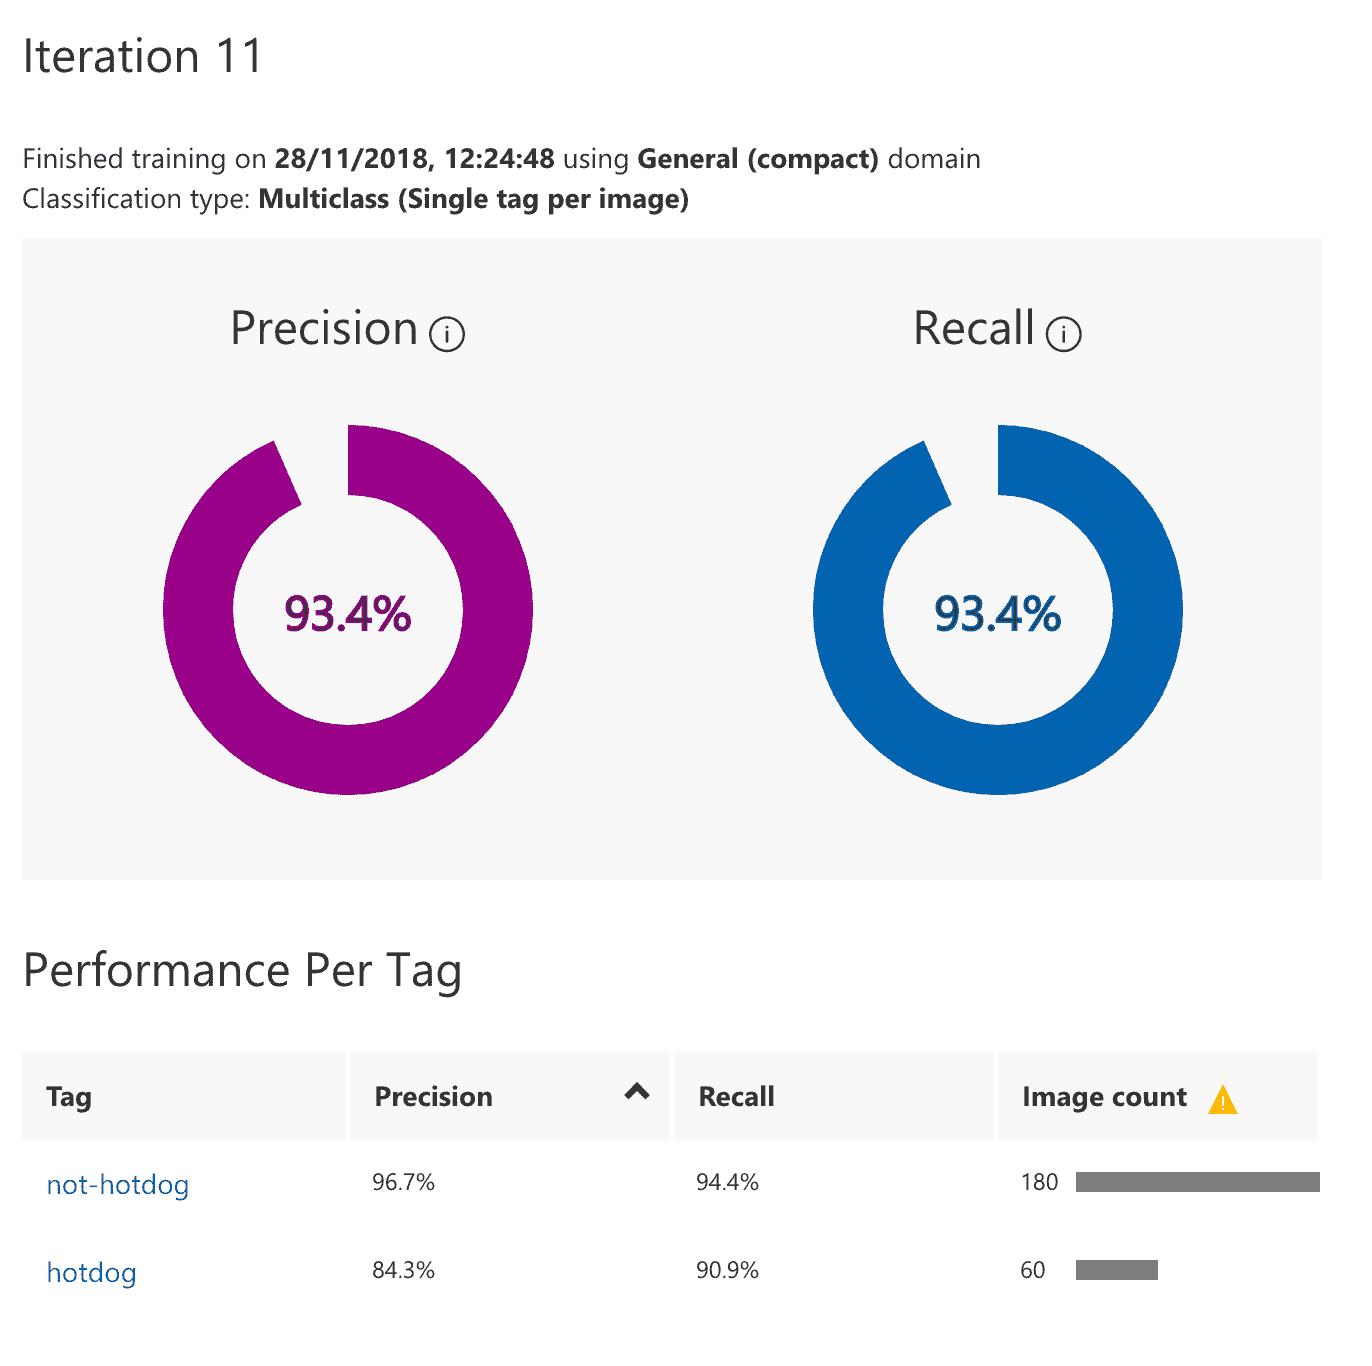 Iteration 11
Finished training on 28/11/2018, 12:24:48 using General (compact) domain
Classification type: Multiclass (Single tag per image)
Precision i
Recall i
93.4%
93.4%
Performance Per Tag
Tag Precision Recall Image count !
not-hotdog 96.7% 94.4% 180
hotdog 84.3% 90.9% 60